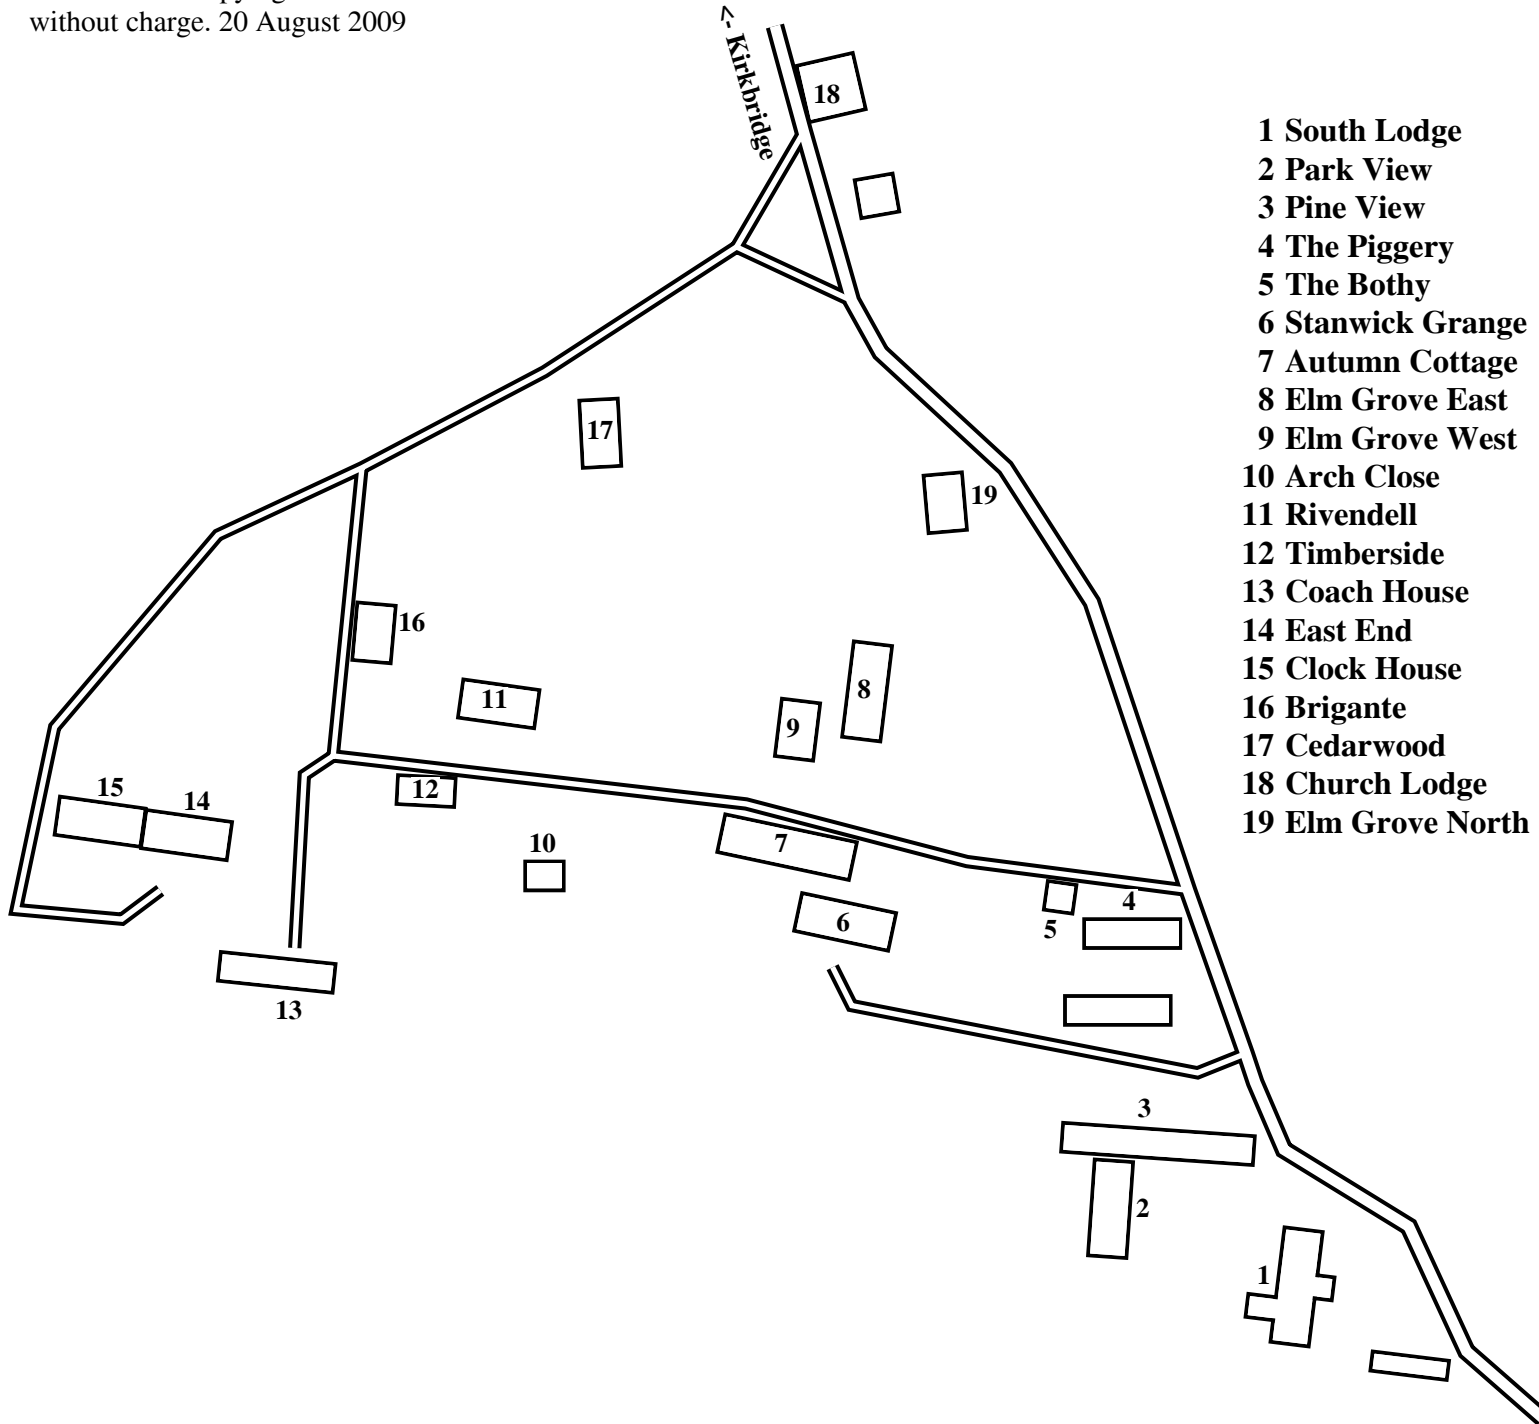 without charge. 20 August 2009
<- Kirkbridge
18
1 South Lodge
2 Park View
3 Pine View
4 The Piggery
5 The Bothy
6 Stanwick Grange
7 Autumn Cottage
8 Elm Grove East
9 Elm Grove West
10 Arch Close
11 Rivendell
12 Timberside
13 Coach House
14 East End
15 Clock House
16 Brigante
17 Cedarwood
18 Church Lodge
19 Elm Grove North
17
19
16
11
8
9
15
14
12
10
7
6
5
4
13
3
2
1